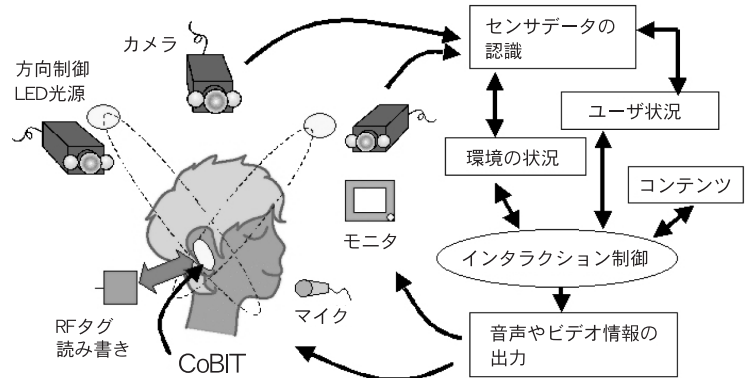 カメラ
方向制御
LED光源
センサデータの
認識
ユーザ状況
環境の状況
コンテンツ
モニタ
インタラクション制御
マイク
RFタグ
読み書き
CoBIT
音声やビデオ情報の
出力